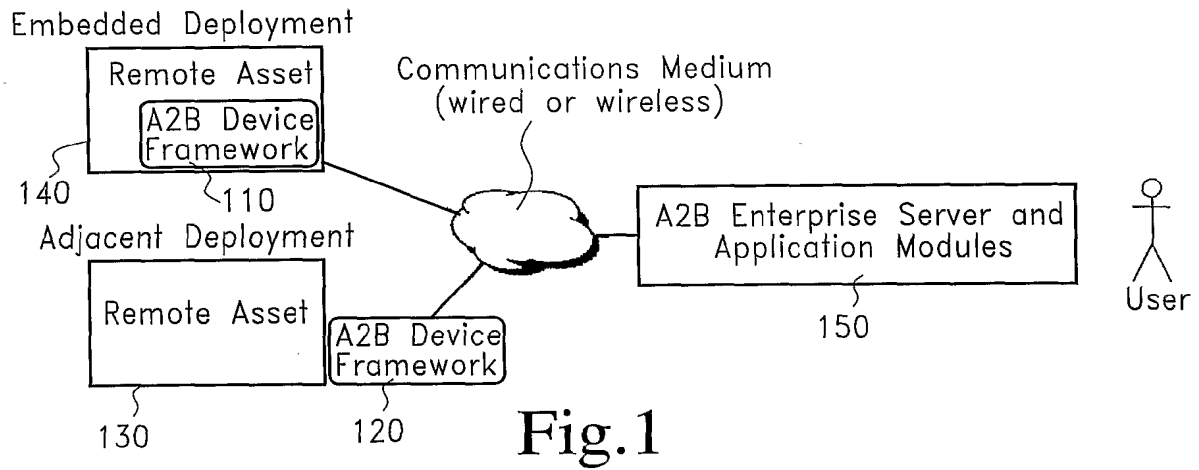 Embedded Deployment
Remote Asset
A2B Device
Framework
140
110
Communications Medium
(wired or wireless)
A2B Enterprise Server and
Application Modules
150
User
Adjacent Deployment
Remote Asset
A2B Device
Framework
130
120
Fig.1